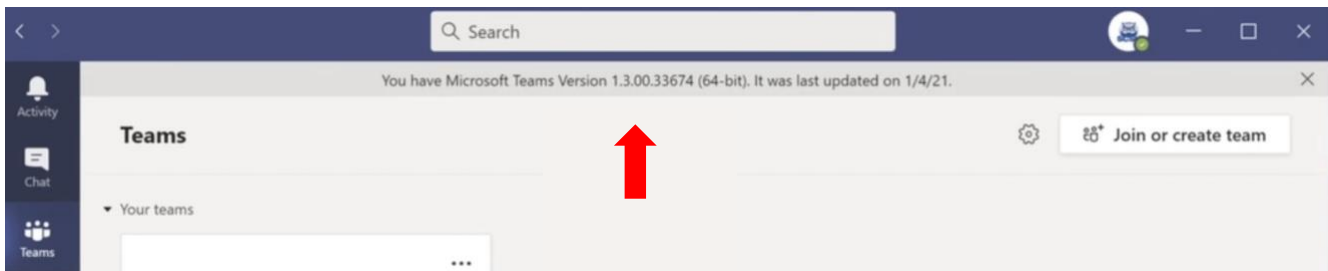 Search
You have Microsoft Teams Version 1.3.00.33674 (64-bit). It was last updated on 1/4/21.
Activity
Teams
Join or create team
Chat
Your teams
Teams